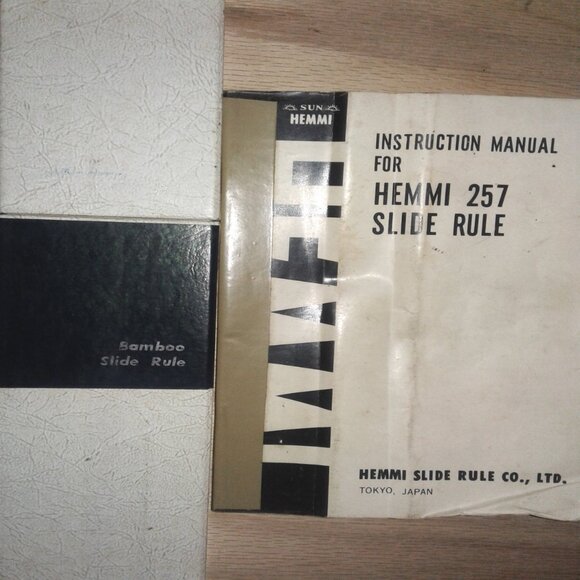 Bamboo
Slide Rule
SUN
HEMMI
INSTRUCTION MANUAL
FOR
HEMMI 257
SLIDE RULE
HEMMI SLIDE RULE CO., LTD.
TOKYO, JAPAN